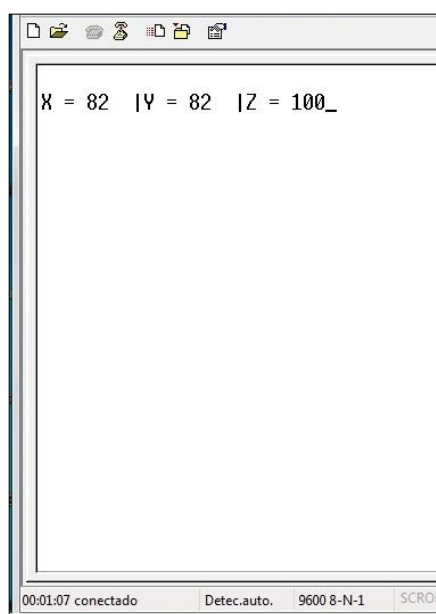 X = 82  |Y = 82  |Z = 100_
00:01:07 conectado Detec.auto. 9600 8-N-1